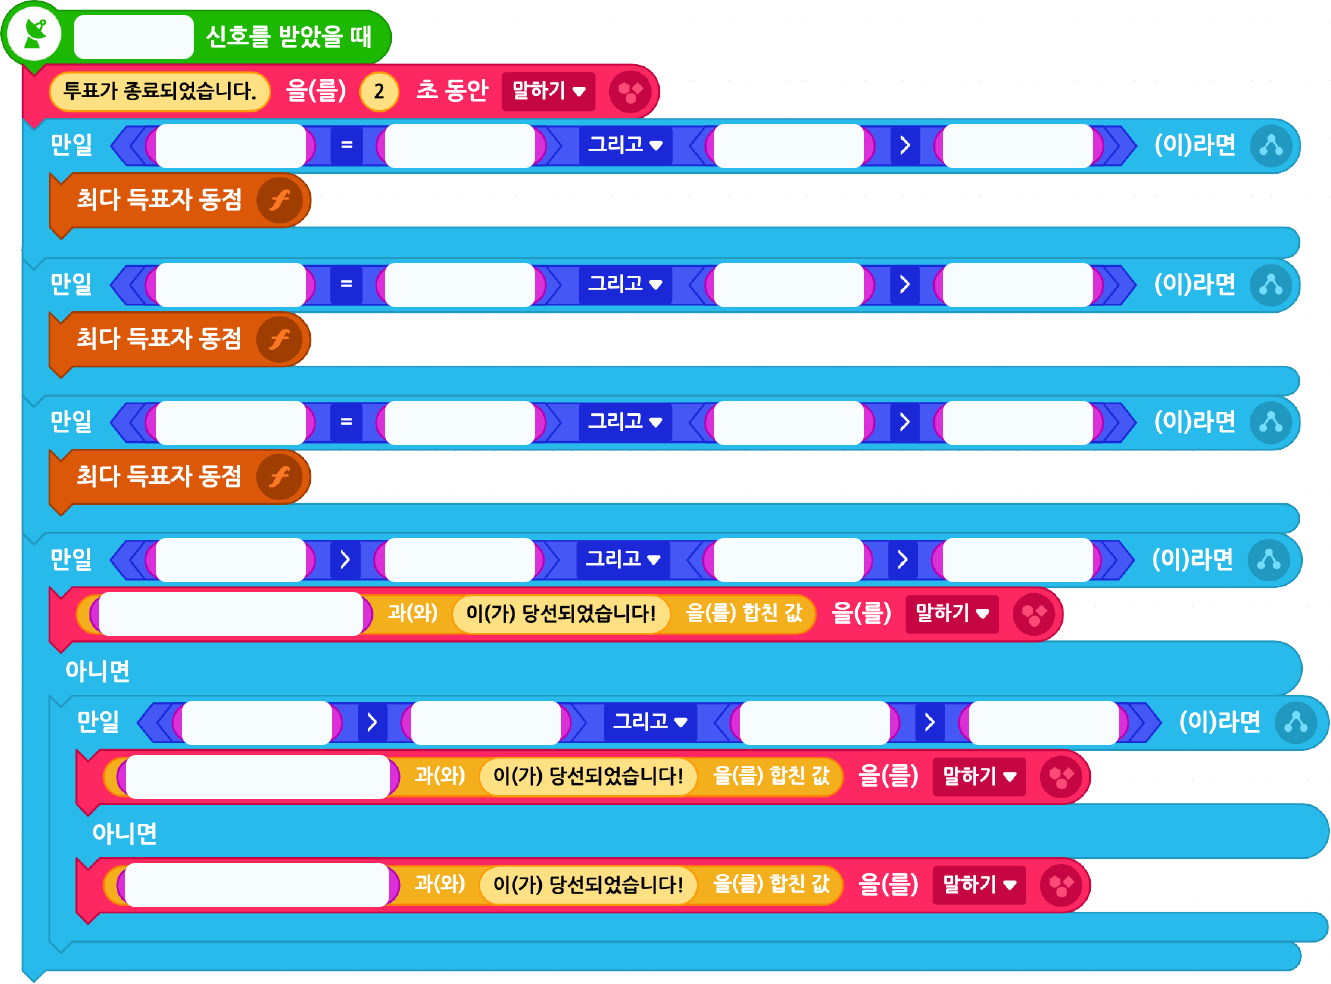 신호를 받았을 때
투표가 종료되었습니다. 을(를) 2 초 동안 말하기
만일 = 그리고 > (이)라면
최다 득표자 동점
만일 = 그리고 > (이)라면
최다 득표자 동점
만일 = 그리고 > (이)라면
최다 득표자 동점
만일 > 그리고 > (이)라면
과(와) 이(가) 당선되었습니다! 을(를) 합친 값 을(를) 말하기
아니면
만일 > 그리고 > (이)라면
과(와) 이(가) 당선되었습니다! 을(를) 합친 값 을(를) 말하기
아니면
과(와) 이(가) 당선되었습니다! 을(를) 합친 값 을(를) 말하기